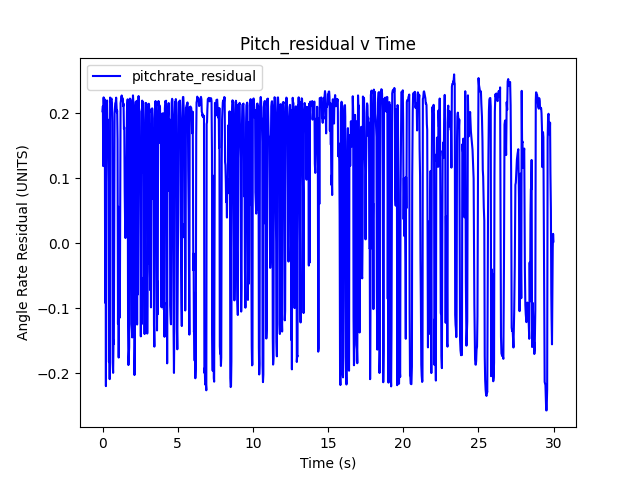 Pitch_residual v Time
pitchrate_residual
Angle Rate Residual (UNITS)
0.2
0.1
0.0
−0.1
−0.2
0 5 10 15 20 25 30
Time (s)